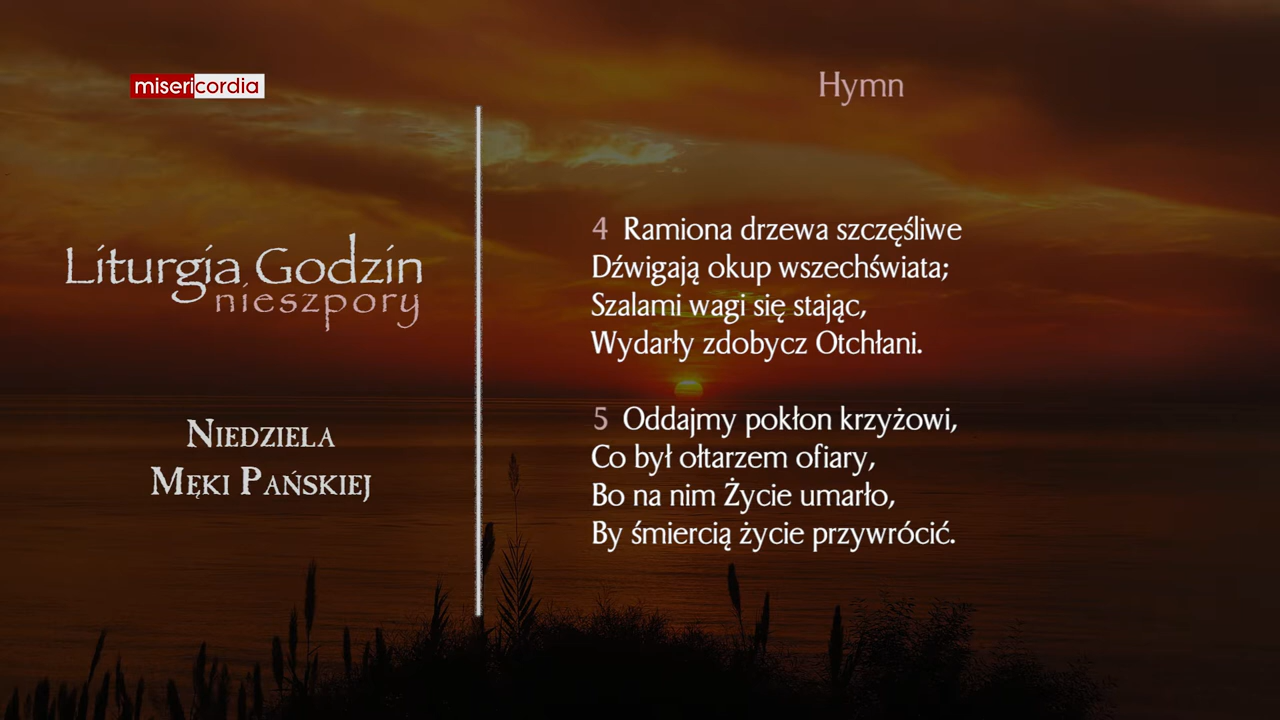 misericordia
Liturgia Godzin
nieszpory
Niedziela
Męki Pańskiej
Hymn
4 Ramiona drzewa szczęśliwe
Dźwigają okup wszechświata;
Szalami wagi się stając,
Wydarły zdobycz Otchłani.
5 Oddajmy pokłon krzyżowi,
Co był ołtarzem ofiary,
Bo na nim Życie umarło,
By śmiercią życie przywrócić.